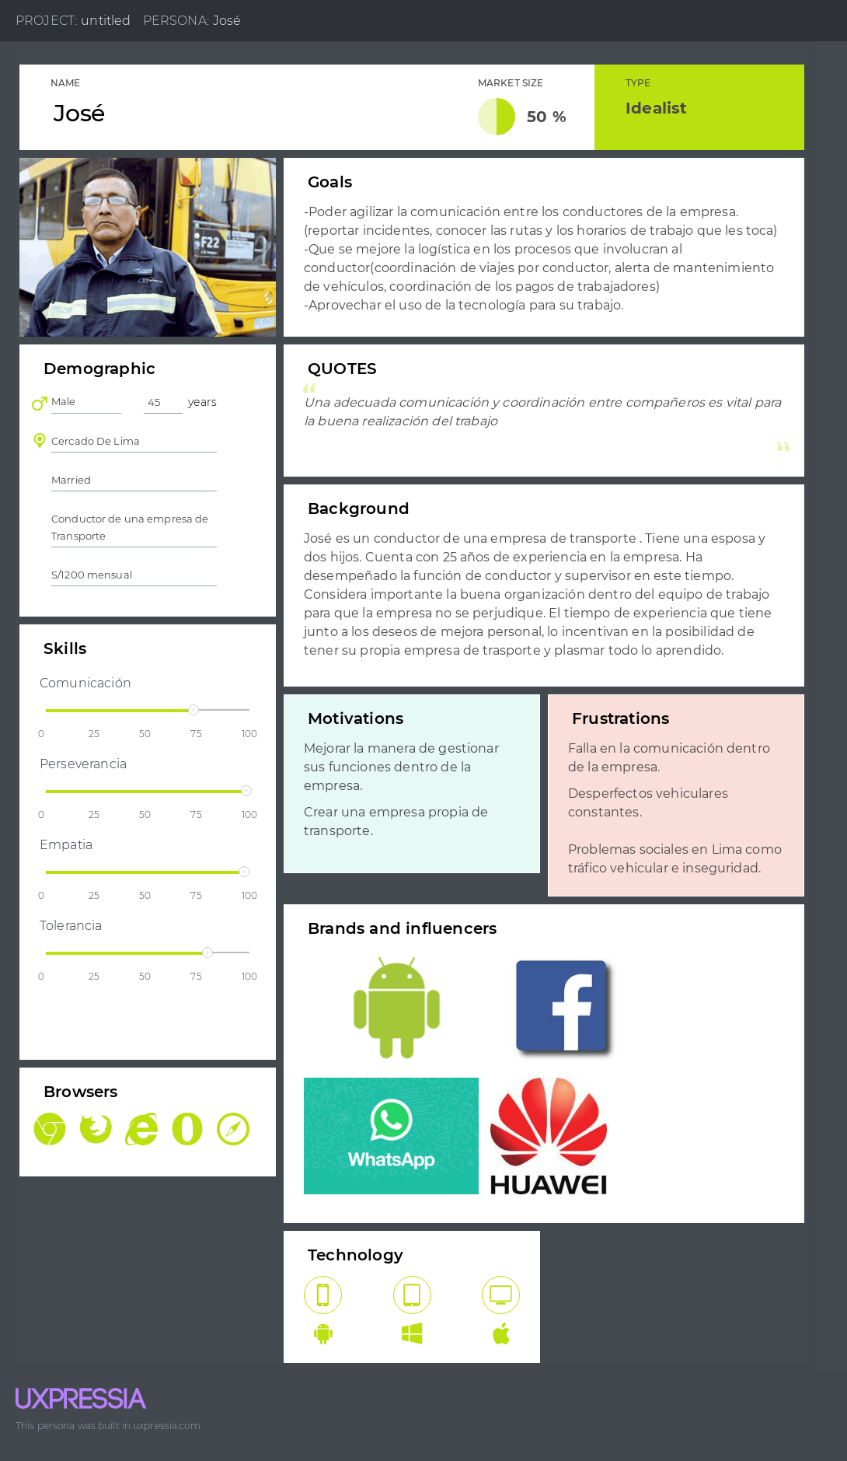 PROJECT: untitled PERSONA: José
NAME
José
MARKET SIZE
50 %
TYPE
Idealist
F22
Goals
-Poder agilizar la comunicación entre los conductores de la empresa.
(reportar incidentes, conocer las rutas y los horarios de trabajo que les toca)
-Que se mejore la logística en los procesos que involucran al
conductor(coordinación de viajes por conductor, alerta de mantenimiento
de vehículos, coordinación de los pagos de trabajadores)
-Aprovechar el uso de la tecnología para su trabajo.
Demographic
Male 45 years
Cercado De Lima
Married
Conductor de una empresa de
Transporte
S/1200 mensual
QUOTES
“
Una adecuada comunicación y coordinación entre compañeros es vital para
la buena realización del trabajo
”
Background
José es un conductor de una empresa de transporte . Tiene una esposa y
dos hijos. Cuenta con 25 años de experiencia en la empresa. Ha
desempeñado la función de conductor y supervisor en este tiempo.
Considera importante la buena organización dentro del equipo de trabajo
para que la empresa no se perjudique. El tiempo de experiencia que tiene
junto a los deseos de mejora personal, lo incentivan en la posibilidad de
tener su propia empresa de trasporte y plasmar todo lo aprendido.
Skills
Comunicación
0 25 50 75 100
Perseverancia
0 25 50 75 100
Empatia
0 25 50 75 100
Tolerancia
0 25 50 75 100
Motivations
Mejorar la manera de gestionar
sus funciones dentro de la
empresa.
Crear una empresa propia de
transporte.
Frustrations
Falla en la comunicación dentro
de la empresa.
Desperfectos vehiculares
constantes.
Problemas sociales en Lima como
tráfico vehicular e inseguridad.
Brands and influencers
WhatsApp
HUAWEI
Browsers
Technology
UXPRESSIA
This persona was built in uxpressia.com